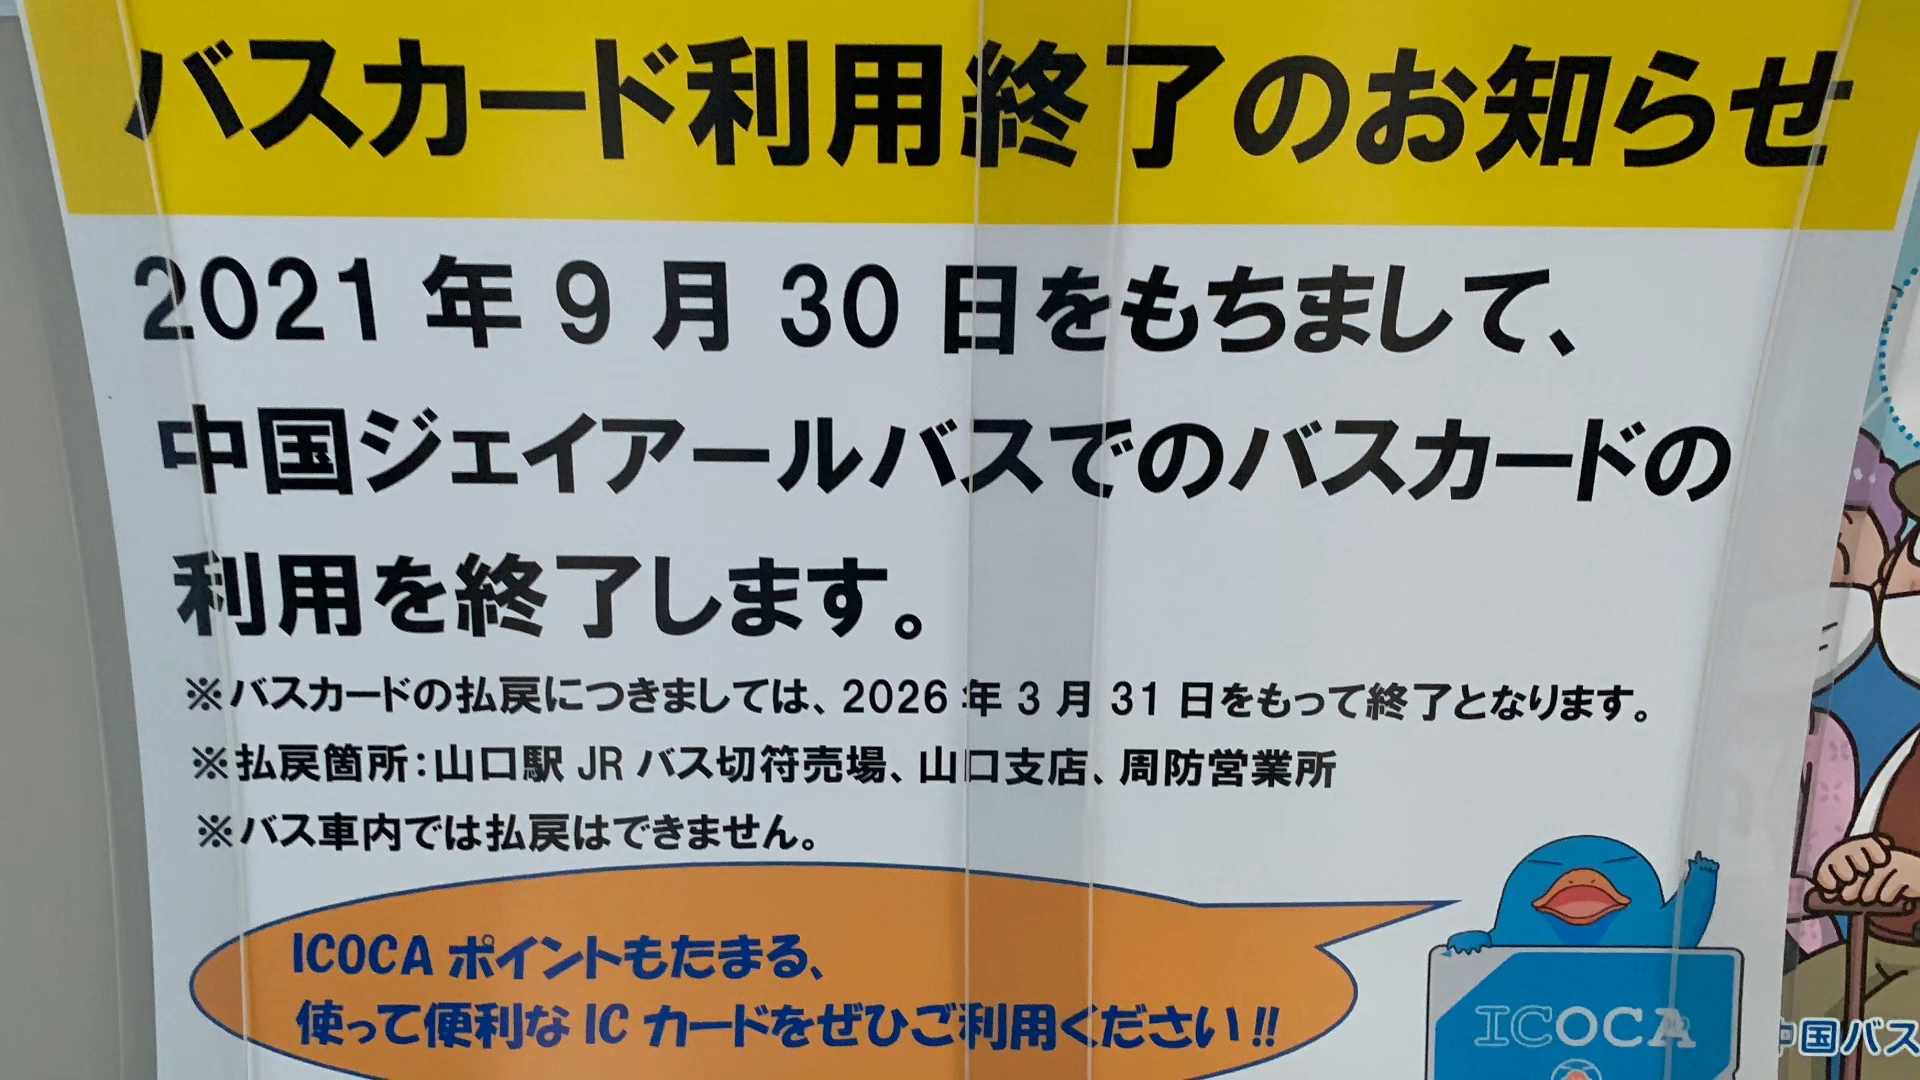 バスカード利用終了のお知らせ
2021年9月30日をもちまして、
中国ジェイアールバスでのバスカードの
利用を終了します。
※バスカードの払戻につきましては、2026年3月31日をもって終了となります。
※払戻箇所：山口駅JRバス切符売場、山口支店、周防営業所
※バス車内では払戻はできません。
ICOCAポイントもたまる、
使って便利なICカードをぜひご利用ください!!
ICOCA
中国バス